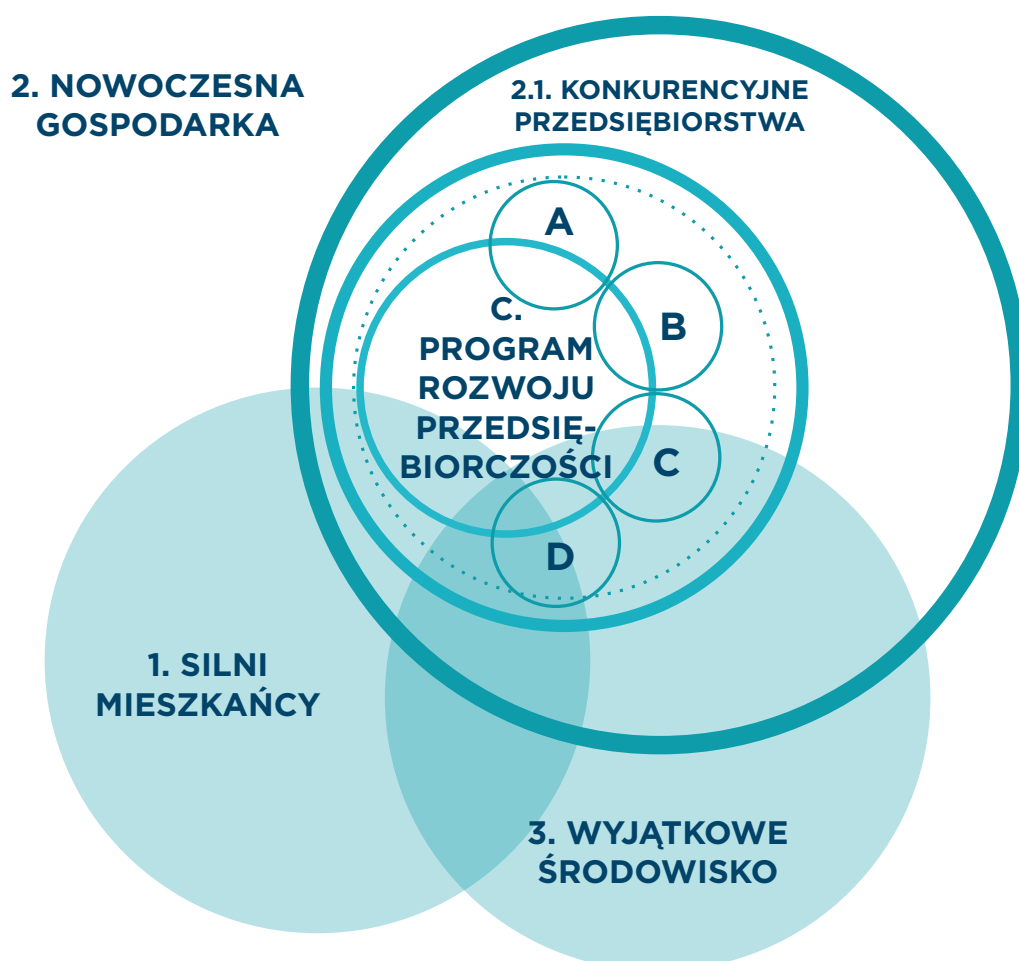 2. NOWOCZESNA
GOSPODARKA
2.1. KONKURENCYJNE
PRZEDSIĘBIORSTWA
A
B
C.
PROGRAM
ROZWOJU
PRZEDSIĘ-
BIORCZOŚCI
C
D
1. SILNI
MIESZKAŃCY
3. WYJĄTKOWE
ŚRODOWISKO